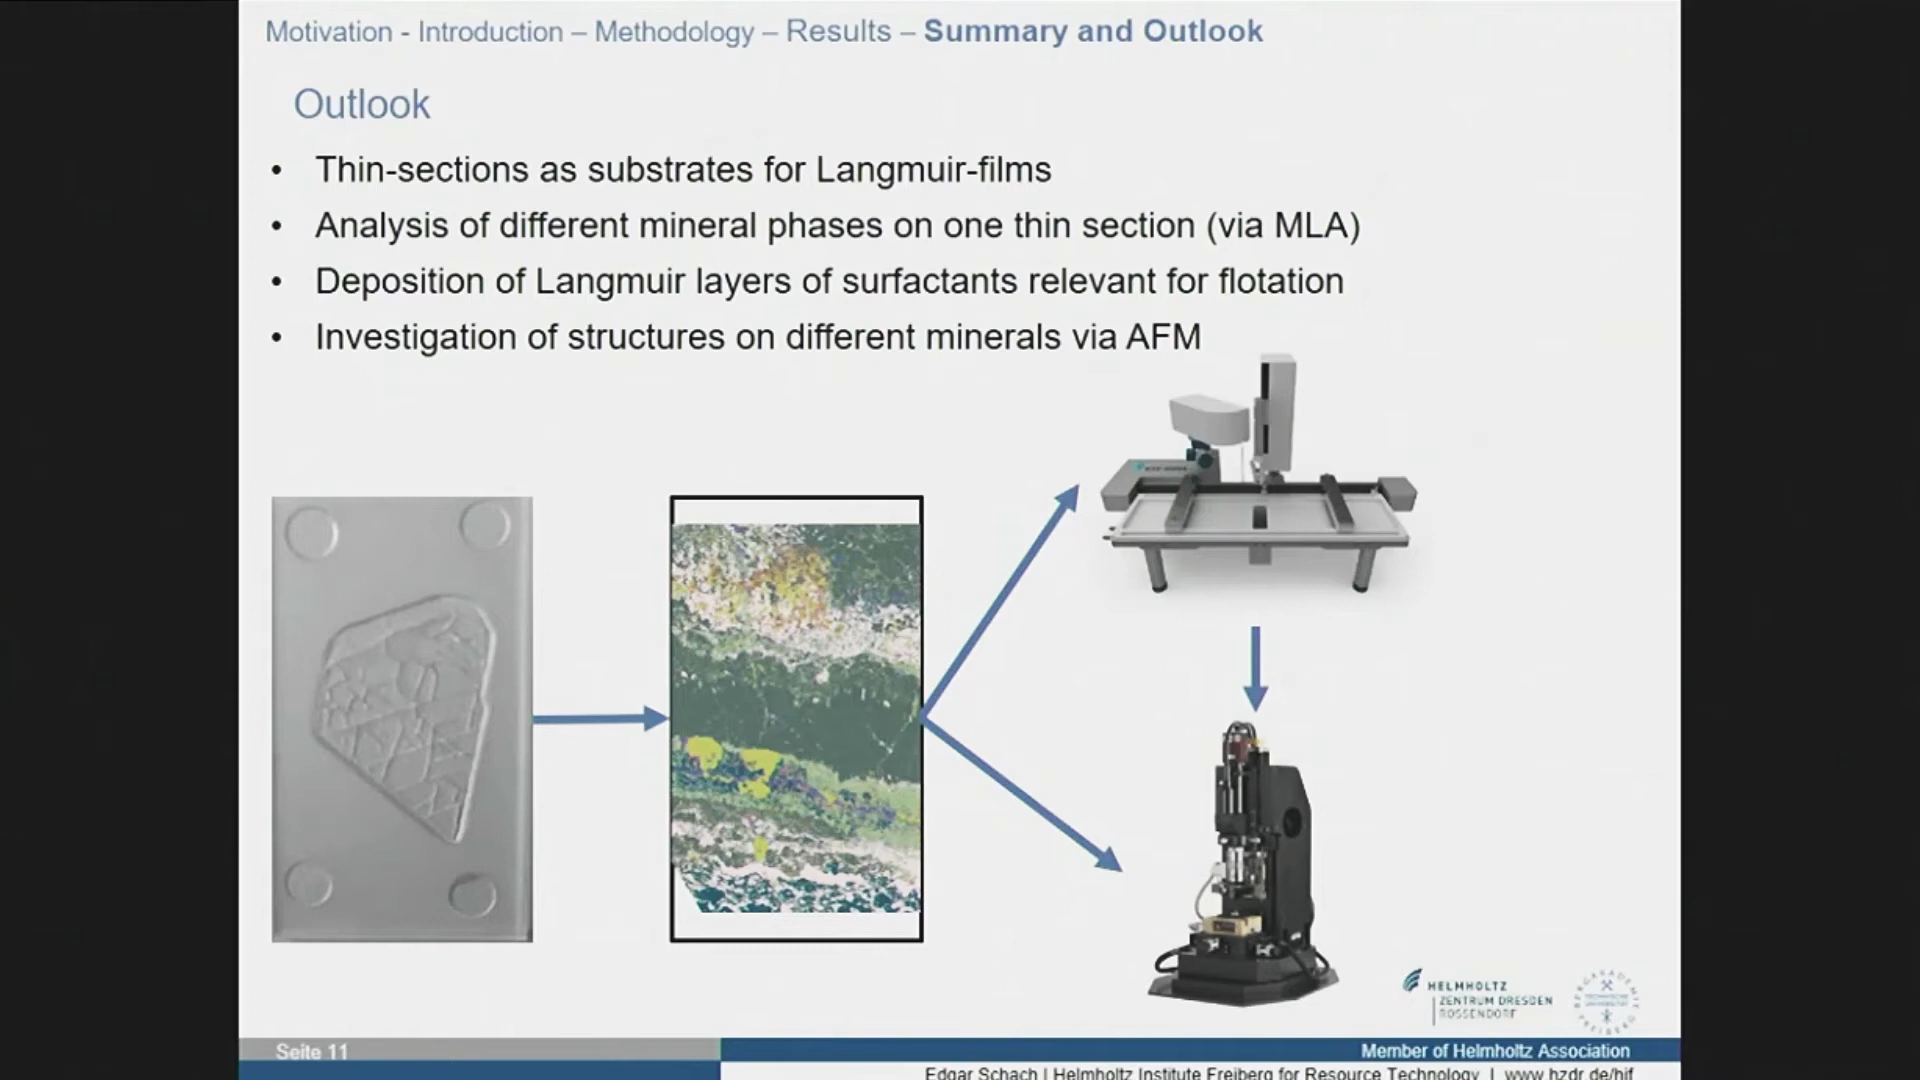 Motivation - Introduction – Methodology – Results – Summary and Outlook
Outlook
• Thin-sections as substrates for Langmuir-films
• Analysis of different mineral phases on one thin section (via MLA)
• Deposition of Langmuir layers of surfactants relevant for flotation
• Investigation of structures on different minerals via AFM
HELMHOLTZ
ZENTRUM DRESDEN
ROSSENDORF
Seite 11
Member of Helmholtz Association
Edgar Schach | Helmholtz Institute Freiberg for Resource Technology | www.hzdr.de/hif